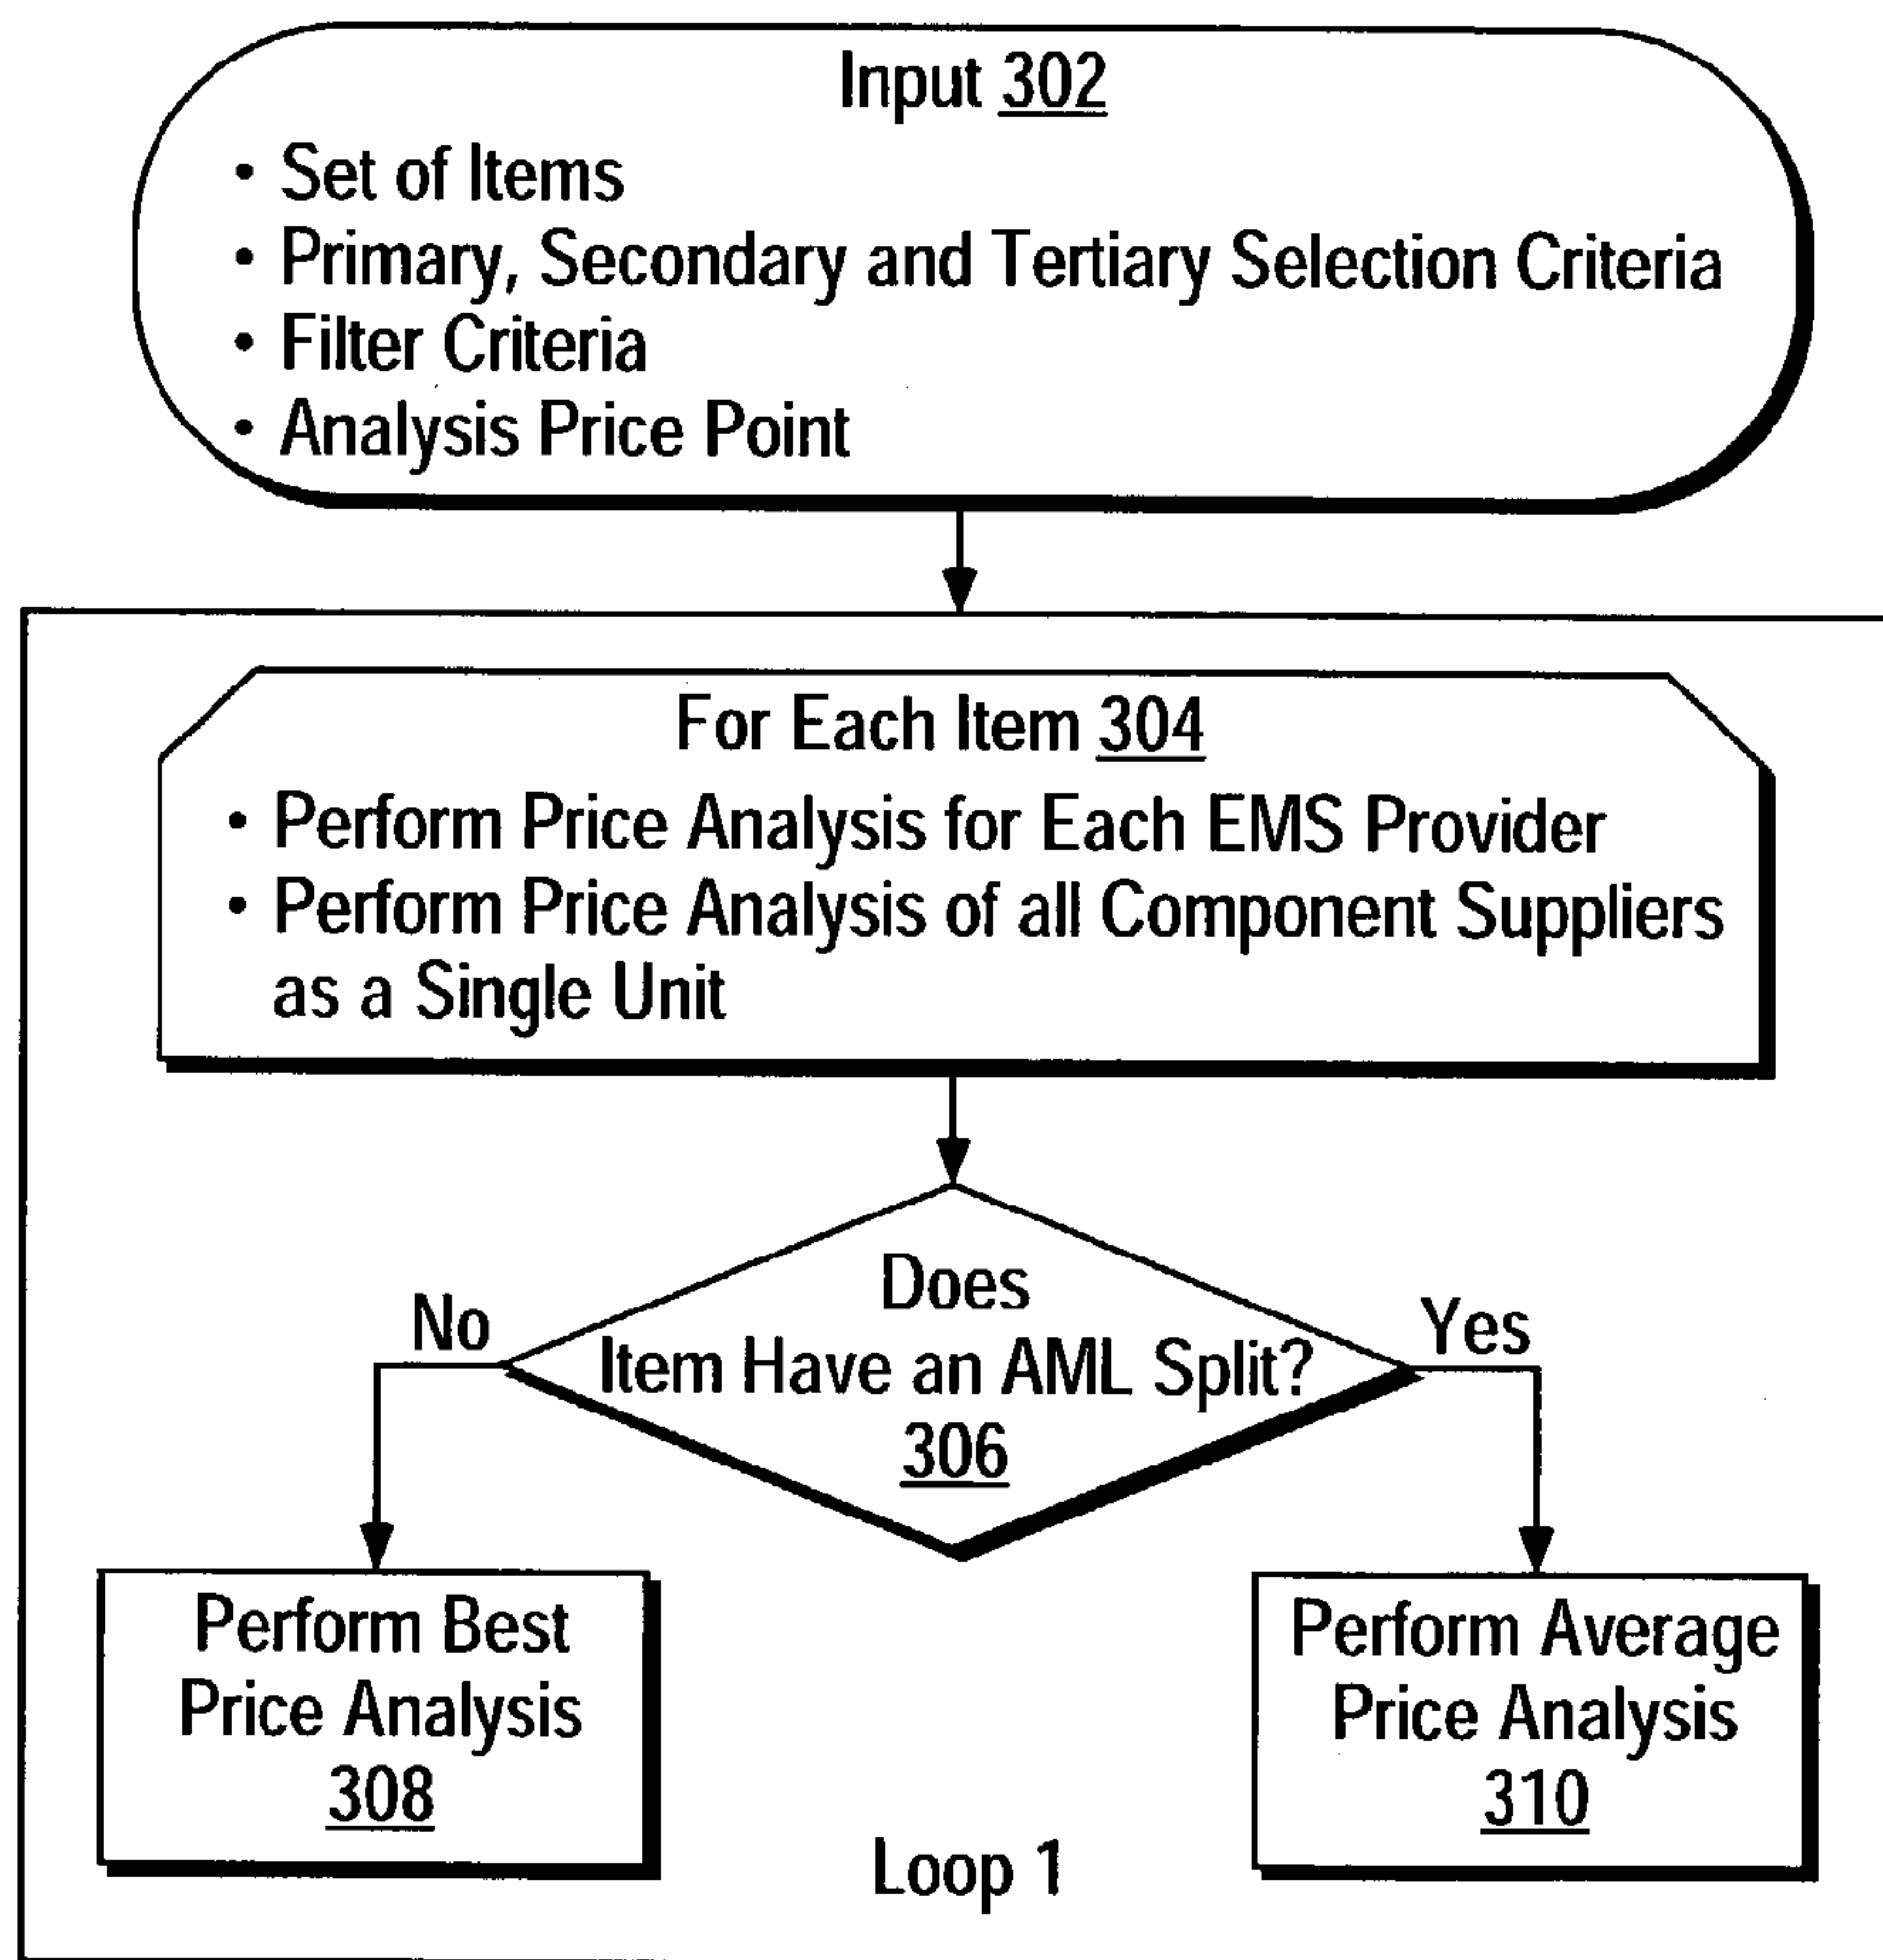 Input 302
• Set of Items
• Primary, Secondary and Tertiary Selection Criteria
• Filter Criteria
• Analysis Price Point
For Each Item 304
• Perform Price Analysis for Each EMS Provider
• Perform Price Analysis of all Component Suppliers
as a Single Unit
Does
Item Have an AML Split?
306
No
Yes
Perform Best
Price Analysis
308
Perform Average
Price Analysis
310
Loop 1